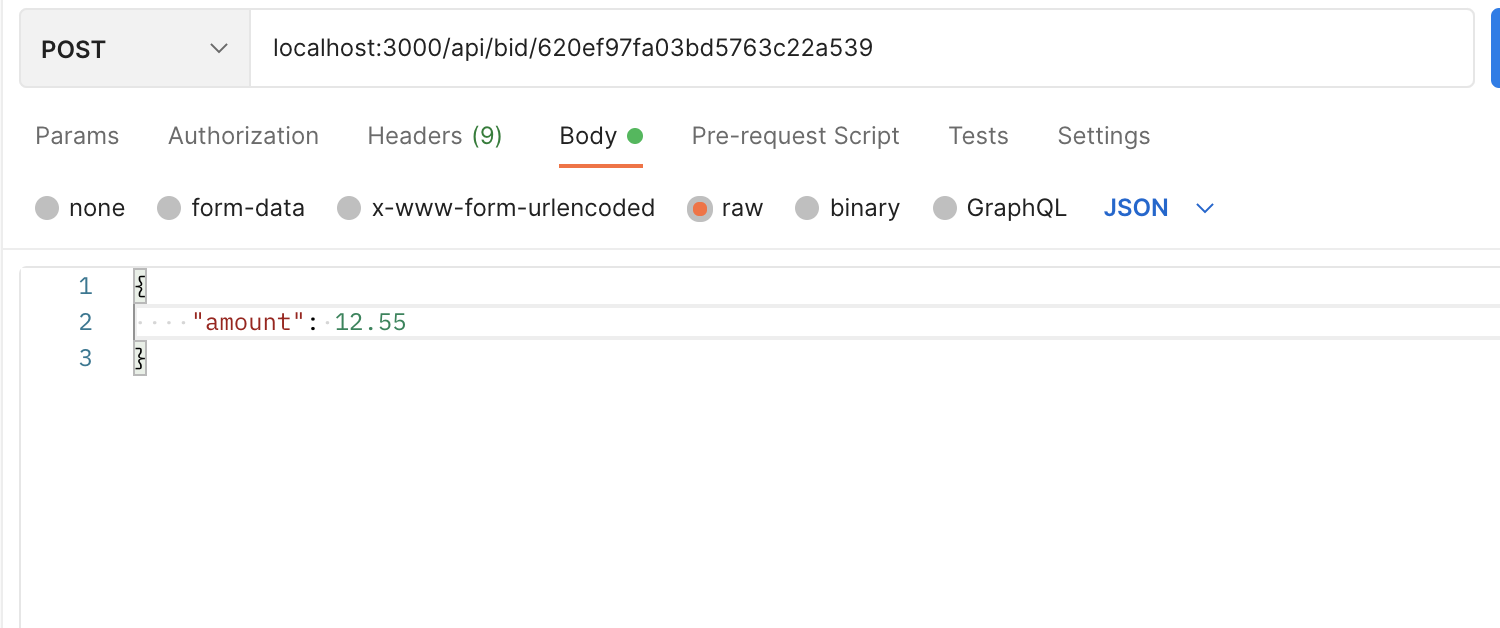 POST localhost:3000/api/bid/620ef97fa03bd5763c22a539
Params Authorization Headers (9) Body Pre-request Script Tests Settings
none form-data x-www-form-urlencoded raw binary GraphQL JSON
1 {
2 "amount": 12.55
3 }